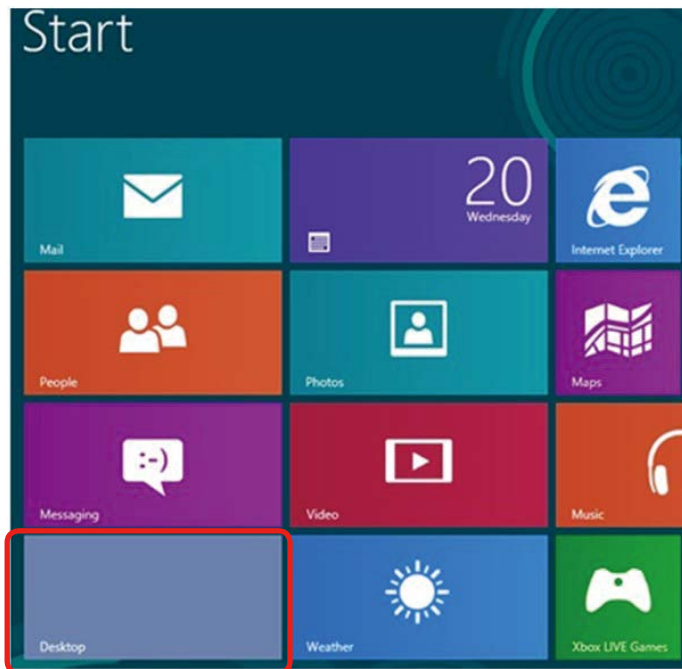 Start
Mail
20
Wednesday
Internet Explorer
People
Photos
Maps
:-)
Messaging
Video
Music
Desktop
Weather
Xbox LIVE Games